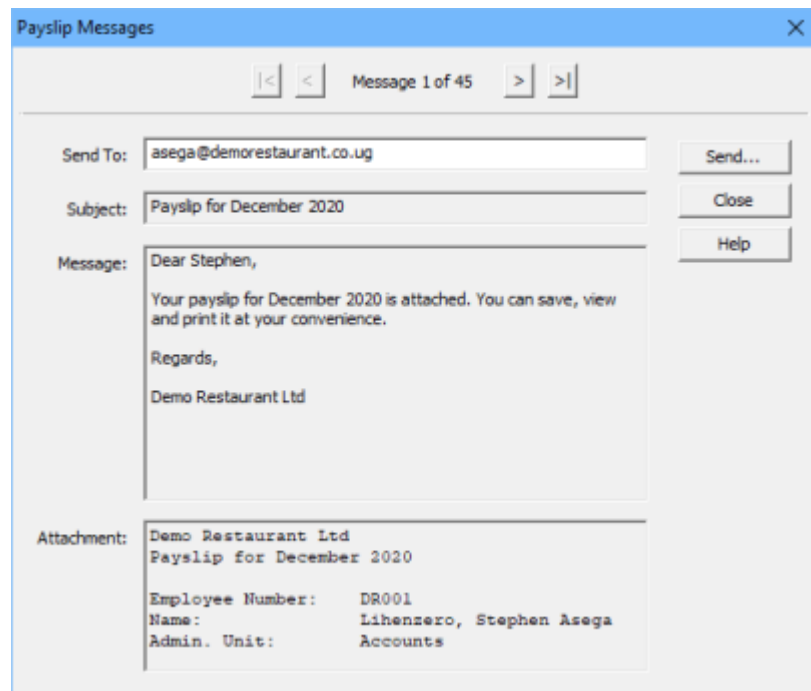 Payslip Messages
|< < Message 1 of 45 > >|
Send To: asega@demorestaurant.co.ug
Send...
Subject: Payslip for December 2020
Close
Help
Message: Dear Stephen,
Your payslip for December 2020 is attached. You can save, view
and print it at your convenience.
Regards,
Demo Restaurant Ltd
Attachment: Demo Restaurant Ltd
Payslip for December 2020
Employee Number: DR001
Name: Lihenzero, Stephen Asega
Admin. Unit: Accounts